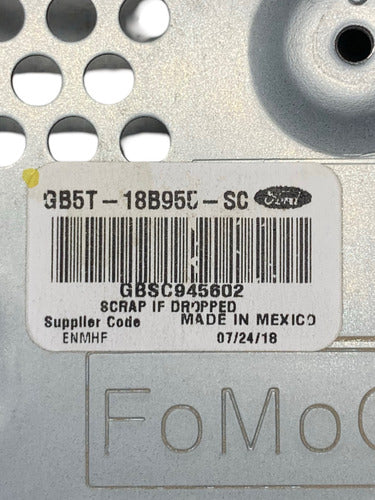 GB5T-18B955-SC Ford
GBSC945602
SCRAP IF DROPPED
Supplier Code MADE IN MEXICO
ENMHF 07/24/18
FoMoC